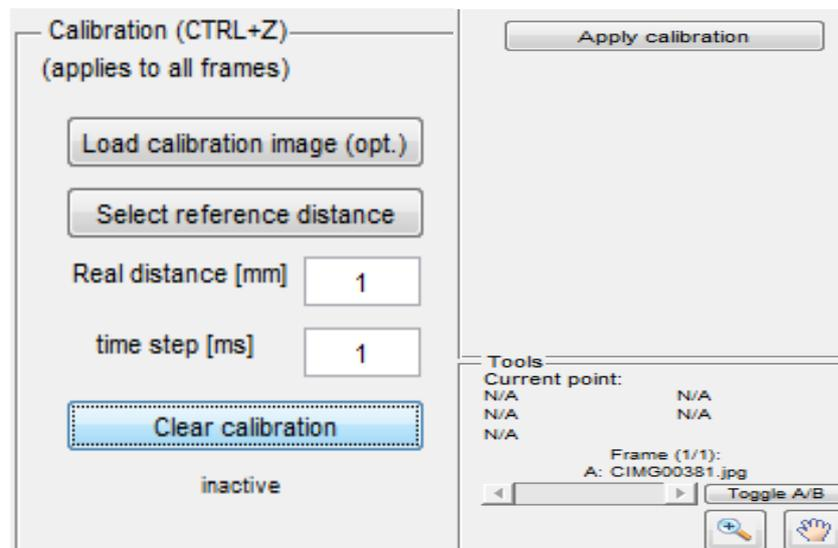 Calibration (CTRL+Z)
(applies to all frames)
Load calibration image (opt.)
Select reference distance
Real distance [mm] 1
time step [ms] 1
Clear calibration
inactive
Apply calibration
Tools
Current point:
N/A N/A
N/A N/A
N/A
Frame (1/1):
A: CIMG00381.jpg
Toggle A/B